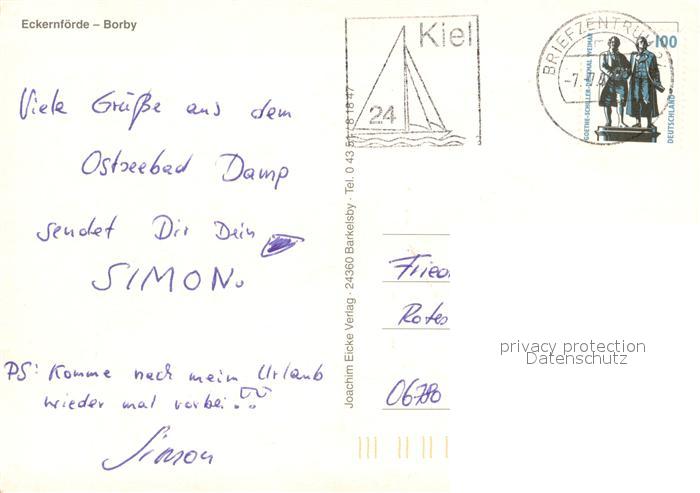 Eckernförde – Borby
Viele Grüße aus dem
Ostseebad Damp
sendet Dir Dein
SIMON.
PS: Komme nach mein Urlaub
wieder mal vorbei.
Simon
Joachim Eicke Verlag · 24360 Barkelsby · Tel. 0 43 51 / 8 18 47
Kiel
24
BRIEFZENTRUM
100
GOETHE-SCHILLER-DENKMAL WEIMAR
DEUTSCHLAND
Rotes
privacy protection
Datenschutz